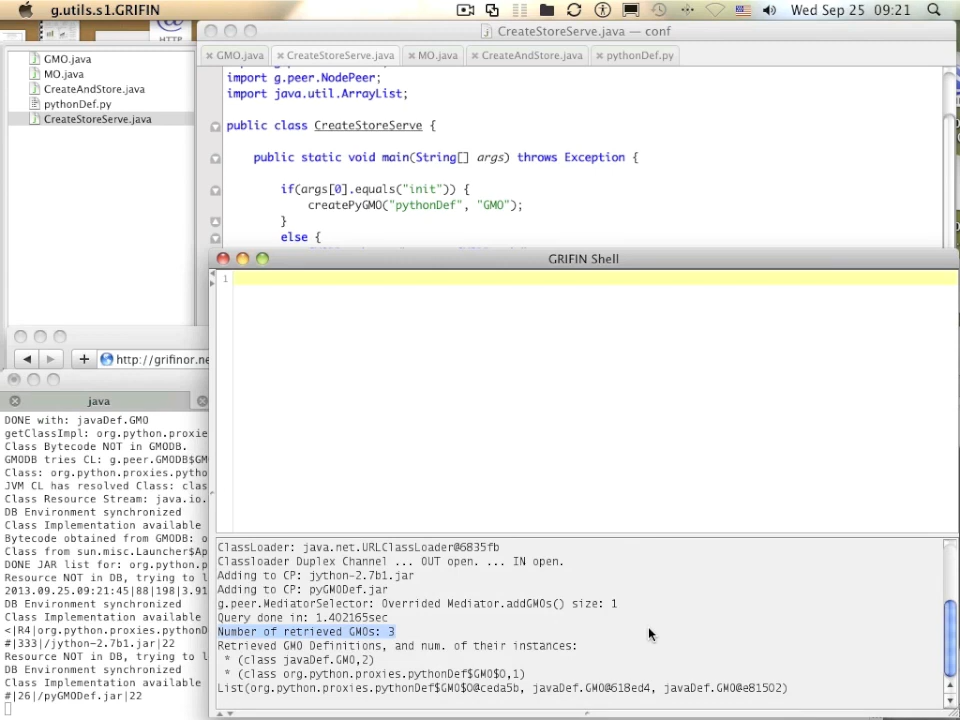 g.utils.s1.GRIFIN
Wed Sep 25 09:21
HTTP
CreateStoreServe.java — conf
GMO.java
CreateStoreServe.java
MO.java
CreateAndStore.java
pythonDef.py
GMO.java
MO.java
CreateAndStore.java
pythonDef.py
CreateStoreServe.java
import g.peer.NodePeer;
import java.util.ArrayList;
public class CreateStoreServe {
public static void main(String[] args) throws Exception {
if(args[0].equals("init")) {
createPyGMO("pythonDef", "GMO");
}
else {
GRIFIN Shell
1
http://grifinor.ne
java
DONE with: javaDef.GMO
getClassImpl: org.python.proxie
Class Bytecode NOT in GMODB.
GMODB tries CL: g.peer.GMODB$GM
Class: org.python.proxies.pytho
JVM CL has resolved Class: clas
Class Resource Stream: java.io.
DB Environment synchronized
Class Implementation available
Bytecode obtained from GMODB: o
Class from sun.misc.Launcher$Ap
DONE JAR list for: org.python.p
Resource NOT in DB, trying to l
2013.09.25.09:21:45|88|198|3.91
DB Environment synchronized
Class Implementation available
<|R4|org.python.proxies.pythonD
#|333|/jython-2.7b1.jar|22
Resource NOT in DB, trying to l
DB Environment synchronized
Class Implementation available
#|26|/pyGMODef.jar|22
ClassLoader: java.net.URLClassLoader@6835fb
Classloader Duplex Channel ... OUT open. ... IN open.
Adding to CP: jython-2.7b1.jar
Adding to CP: pyGMODef.jar
g.peer.MediatorSelector: Overrided Mediator.addGMOs() size: 1
Query done in: 1.402165sec
Number of retrieved GMOs: 3
Retrieved GMO Definitions, and num. of their instances:
* (class javaDef.GMO,2)
* (class org.python.proxies.pythonDef$GMO$0,1)
List(org.python.proxies.pythonDef$GMO$0@ceda5b, javaDef.GMO@618ed4, javaDef.GMO@e81502)